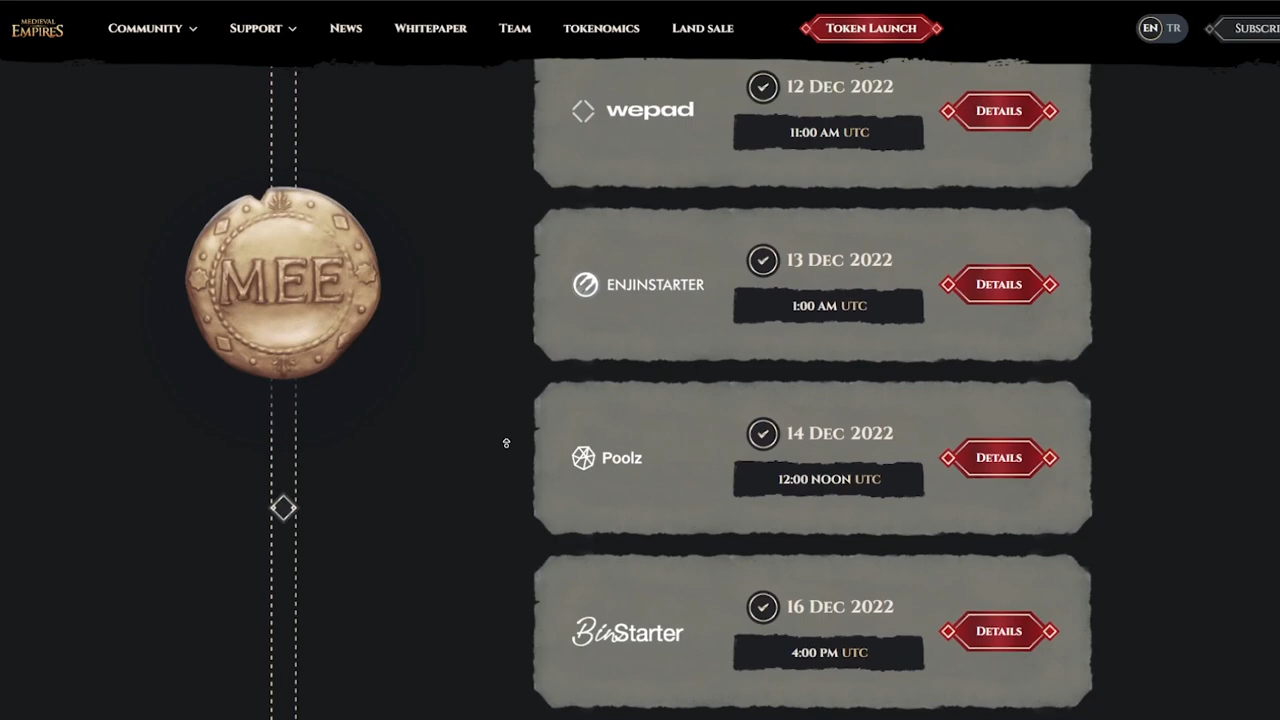 MEDIEVAL
EMPIRES
COMMUNITY
SUPPORT
NEWS
WHITEPAPER
TEAM
TOKENOMICS
LAND SALE
TOKEN LAUNCH
EN TR
SUBSCRI
wepad
12 DEC 2022
11:00 AM UTC
DETAILS
MEE
ENJINSTARTER
13 DEC 2022
1:00 AM UTC
DETAILS
Poolz
14 DEC 2022
12:00 NOON UTC
DETAILS
BinStarter
16 DEC 2022
4:00 PM UTC
DETAILS